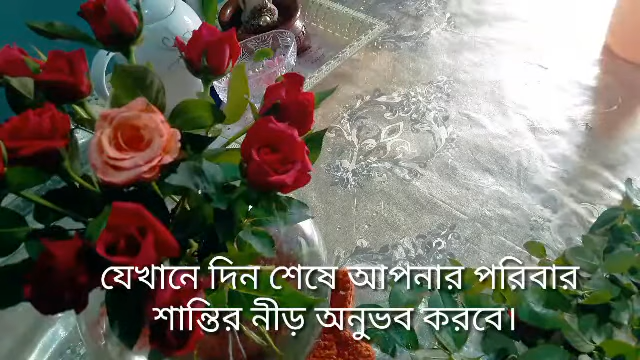 যেখানে দিন শেষে আপনার পরিবার
শান্তির নীড় অনুভব করবে।